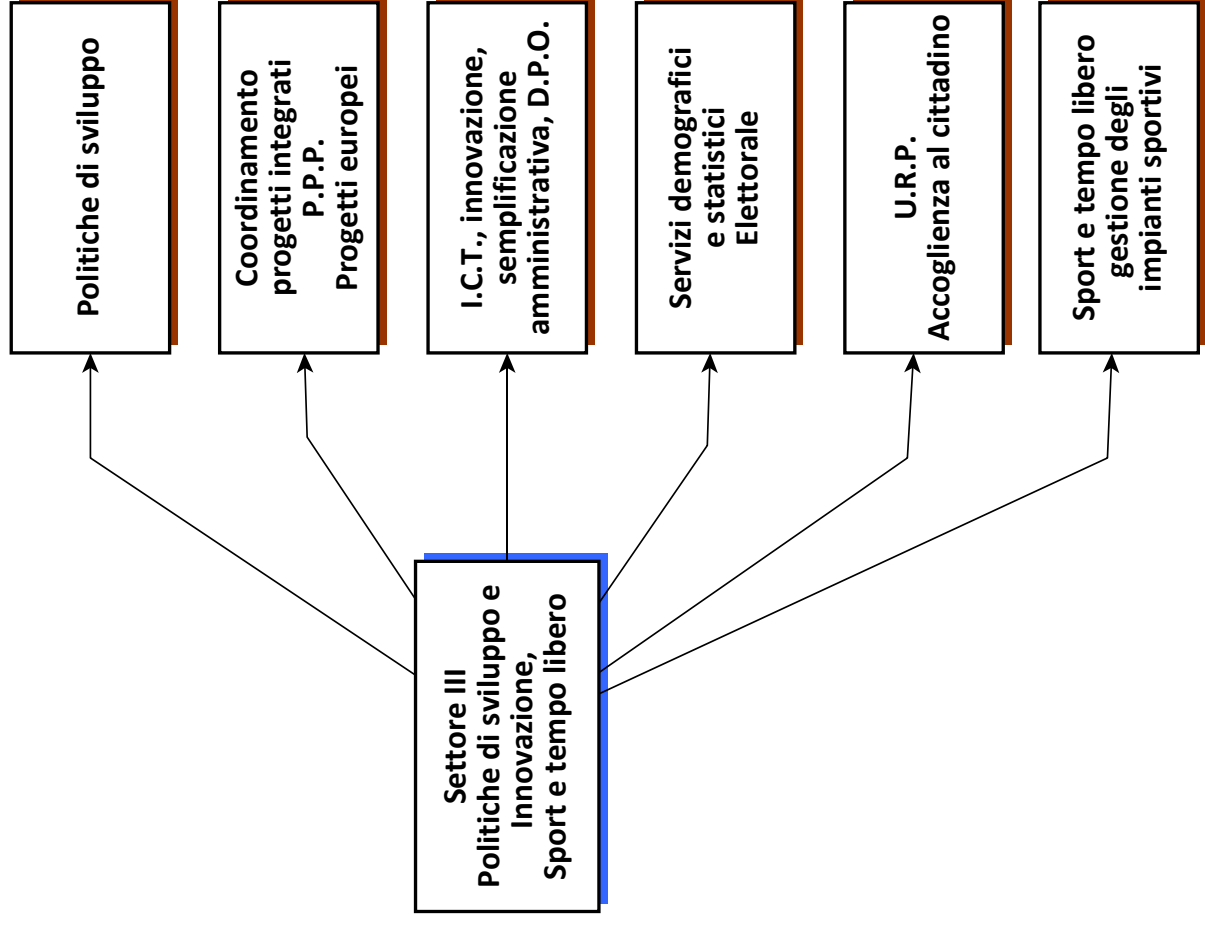 Settore III
Politiche di sviluppo e
Innovazione,
Sport e tempo libero
Politiche di sviluppo
Coordinamento
progetti integrati
P.P.P.
Progetti europei
I.C.T., innovazione,
semplificazione
amministrativa, D.P.O.
Servizi demografici
e statistici
Elettorale
U.R.P.
Accoglienza al cittadino
Sport e tempo libero
gestione degli
impianti sportivi